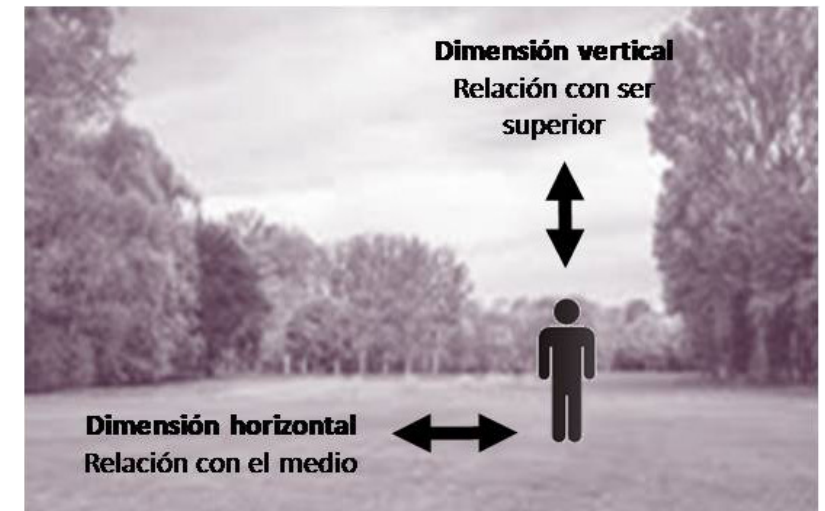 Dimensión vertical
Relación con ser
superior
Dimensión horizontal
Relación con el medio